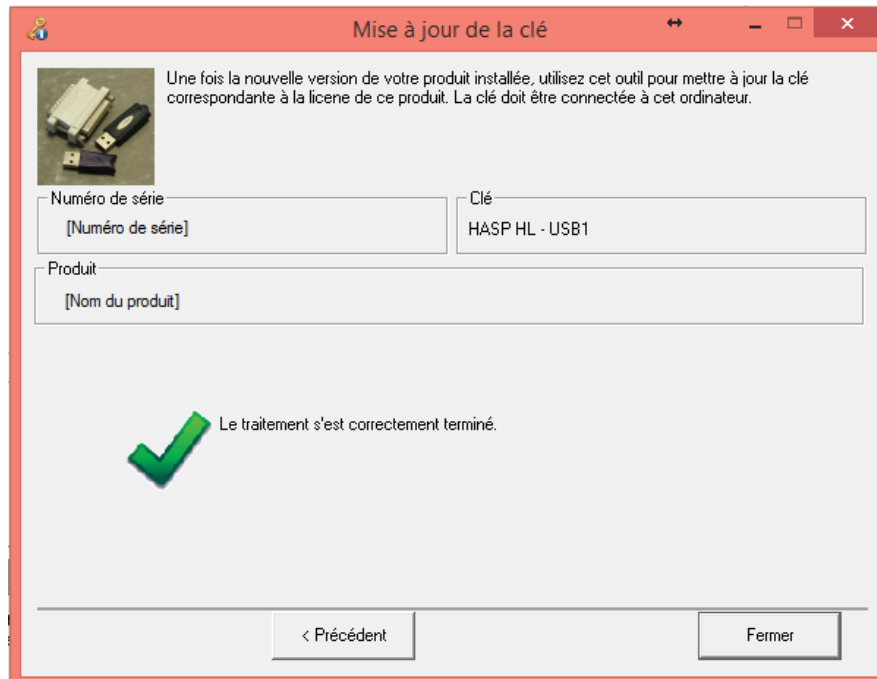 Mise à jour de la clé
Une fois la nouvelle version de votre produit installée, utilisez cet outil pour mettre à jour la clé
correspondante à la licene de ce produit. La clé doit être connectée à cet ordinateur.
Numéro de série
[Numéro de série]
Clé
HASP HL - USB1
Produit
[Nom du produit]
Le traitement s'est correctement terminé.
< Précédent
Fermer